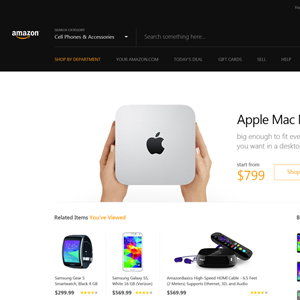 He
amazon
SEARCH CATEGORY
Cell Phones & Accessories
Search something here...
SHOP BY DEPARTMENT
YOUR AMAZON.COM
TODAY'S DEAL
GIFT CARDS
SELL
HELP
Apple Mac
big enough to fit eve
you want in a deskto
start from
$799
Shop
Related Items You've Viewed
B
Samsung Gear S
Smartwatch, Black 4 GB
$299.99
Samsung Galaxy S5,
White 16 GB (Verizon)
$569.99
AmazonBasics High-Speed HDMI Cable - 6.5 Feet
(2 Meters) Supports Ethernet, 3D, and Audio
$569.99